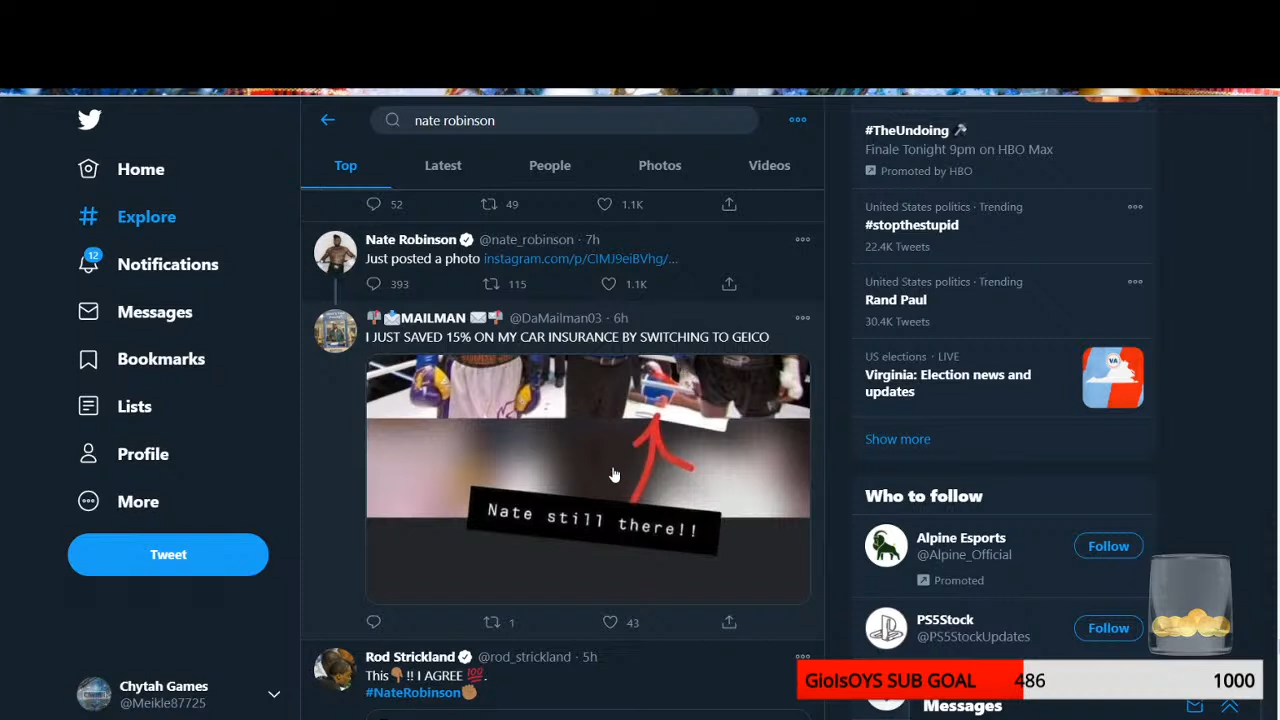 nate robinson
Top
Latest
People
Photos
Videos
Home
Explore
12
Notifications
Messages
Bookmarks
Lists
Profile
More
Tweet
Chytah Games
@Meikle87725
52
49
1.1K
Nate Robinson @nate_robinson · 7h
Just posted a photo instagram.com/p/CIMJ9eiBVhg/...
393
115
1.1K
MAILMAN @DaMailman03 · 6h
I JUST SAVED 15% ON MY CAR INSURANCE BY SWITCHING TO GEICO
Nate still there!!
1
43
Rod Strickland @rod_strickland · 5h
This👇🏾!! I AGREE 💯.
#NateRobinson✊🏾
#TheUndoing
Finale Tonight 9pm on HBO Max
Promoted by HBO
United States politics · Trending
#stopthestupid
22.4K Tweets
United States politics · Trending
Rand Paul
30.4K Tweets
US elections · LIVE
Virginia: Election news and
updates
VA
Show more
Who to follow
Alpine Esports
@Alpine_Official
Follow
Promoted
PS5Stock
@PS5StockUpdates
Follow
GioIsOYS SUB GOAL 486 1000
Messages